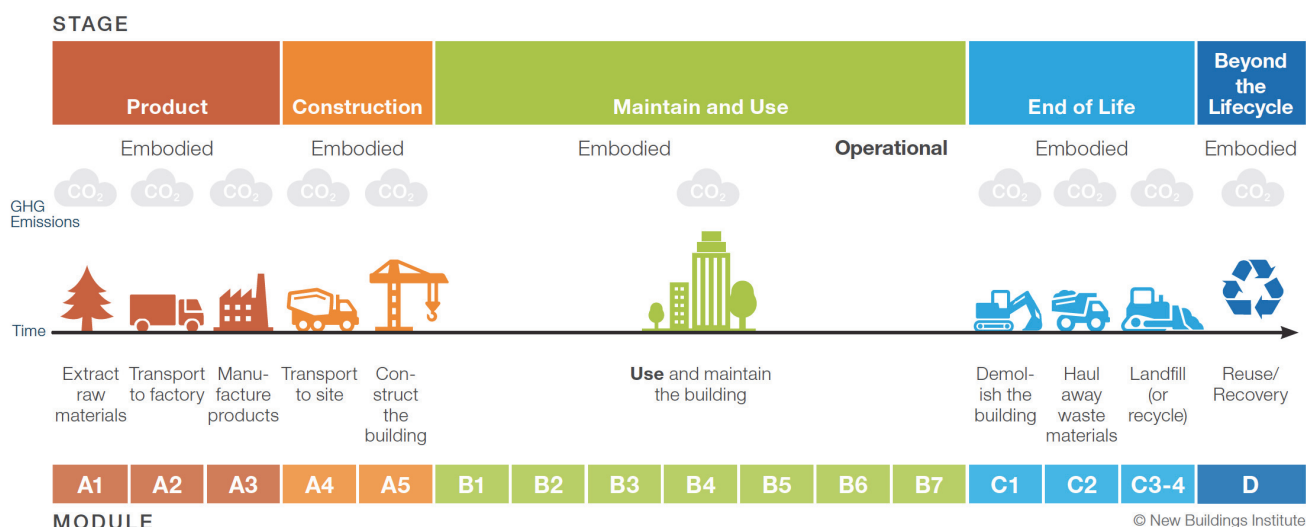 STAGE
Product
Construction
Maintain and Use
End of Life
Beyond
the
Lifecycle
Embodied
Embodied
Embodied
Operational
Embodied
Embodied
CO2 CO2 CO2 CO2 CO2 CO2 CO2 CO2 CO2 CO2
GHG
Emissions
Time
Extract
raw
materials
Transport
to factory
Manu-
facture
products
Transport
to site
Con-
struct
the
building
Use and maintain
the building
Demol-
ish the
building
Haul
away
waste
materials
Landfill
(or
recycle)
Reuse/
Recovery
A1 A2 A3 A4 A5 B1 B2 B3 B4 B5 B6 B7 C1 C2 C3-4 D
MODULE
© New Buildings Institute